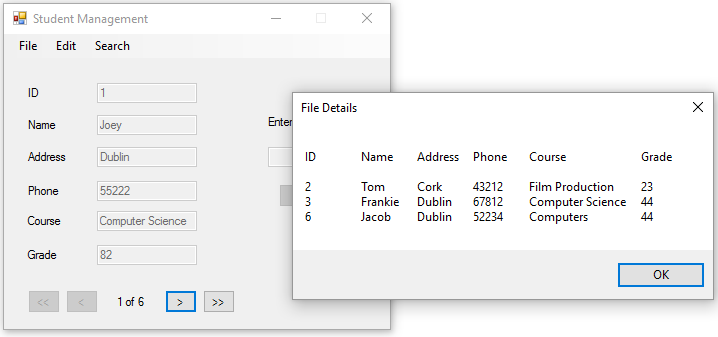 Student Management
File Edit Search
ID 1
Name Joey
Address Dublin
Phone 55222
Course Computer Science
Grade 82
<< < 1 of 6 > >>
Enter
File Details
ID Name Address Phone Course Grade
2 Tom Cork 43212 Film Production 23
3 Frankie Dublin 67812 Computer Science 44
6 Jacob Dublin 52234 Computers 44
OK